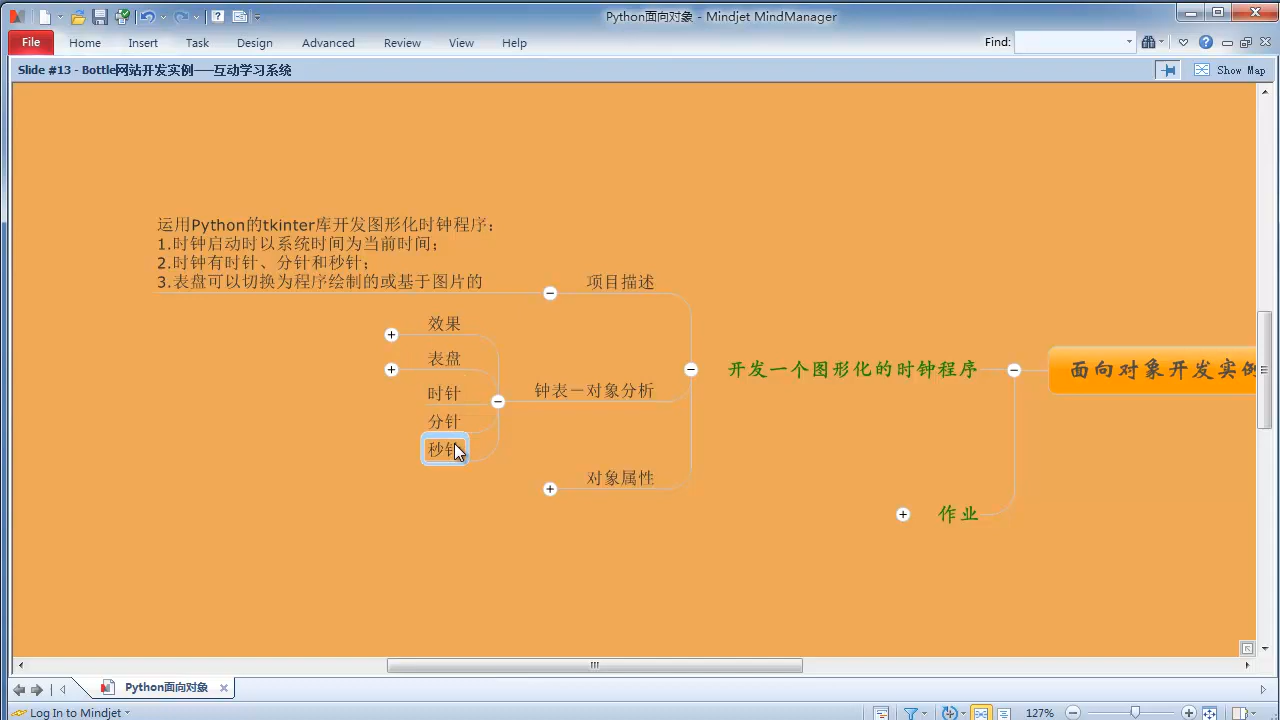 Python面向对象 - Mindjet MindManager
File
Home
Insert
Task
Design
Advanced
Review
View
Help
Find:
Slide #13 - Bottle网站开发实例——互动学习系统
Show Map
运用Python的tkinter库开发图形化时钟程序；
1.时钟启动时以系统时间为当前时间；
2.时钟有时针、分针和秒针；
3.表盘可以切换为程序绘制的或基于图片的
项目描述
效果
表盘
时针
分针
秒针
钟表－对象分析
对象属性
开发一个图形化的时钟程序
作业
面向对象开发实例
Python面向对象
Log In to Mindjet
127%